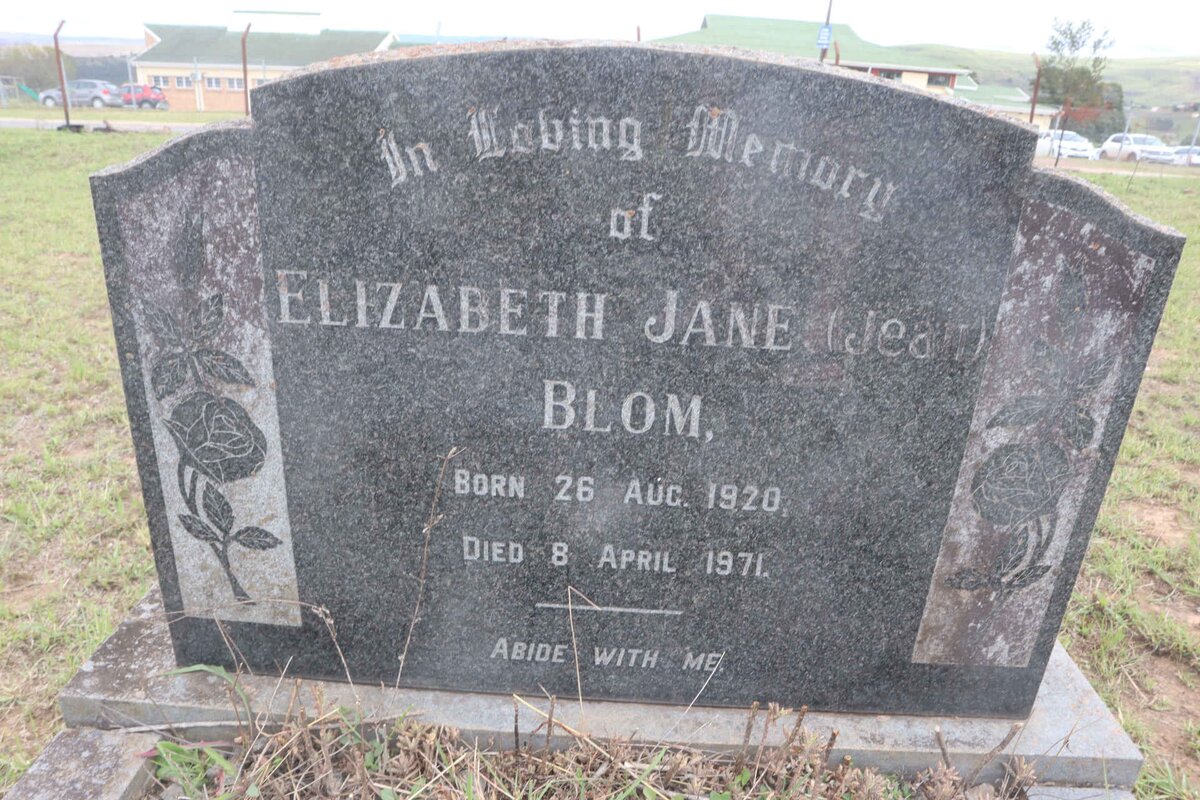 In Loving Memory
of
ELIZABETH JANE (Jean)
BLOM,
BORN 26 AUG. 1920.
DIED 8 APRIL 1971.
ABIDE WITH ME